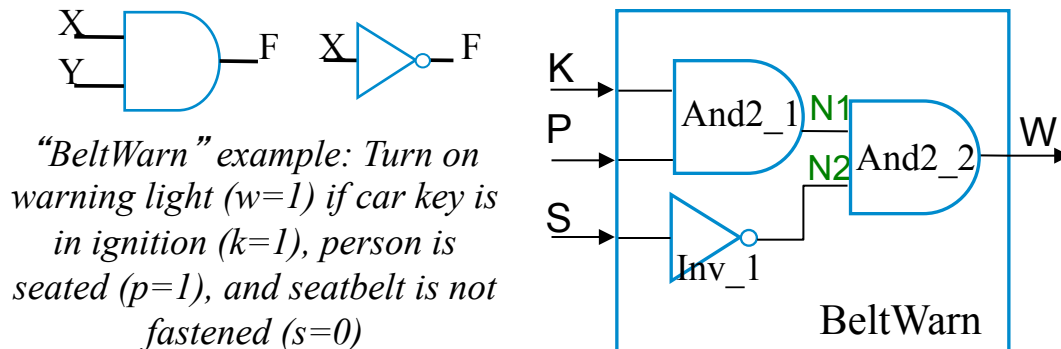 X
Y
F
X
F
“BeltWarn” example: Turn on
warning light (w=1) if car key is
in ignition (k=1), person is
seated (p=1), and seatbelt is not
fastened (s=0)
K
P
S
And2_1
N1
N2
And2_2
W
Inv_1
BeltWarn